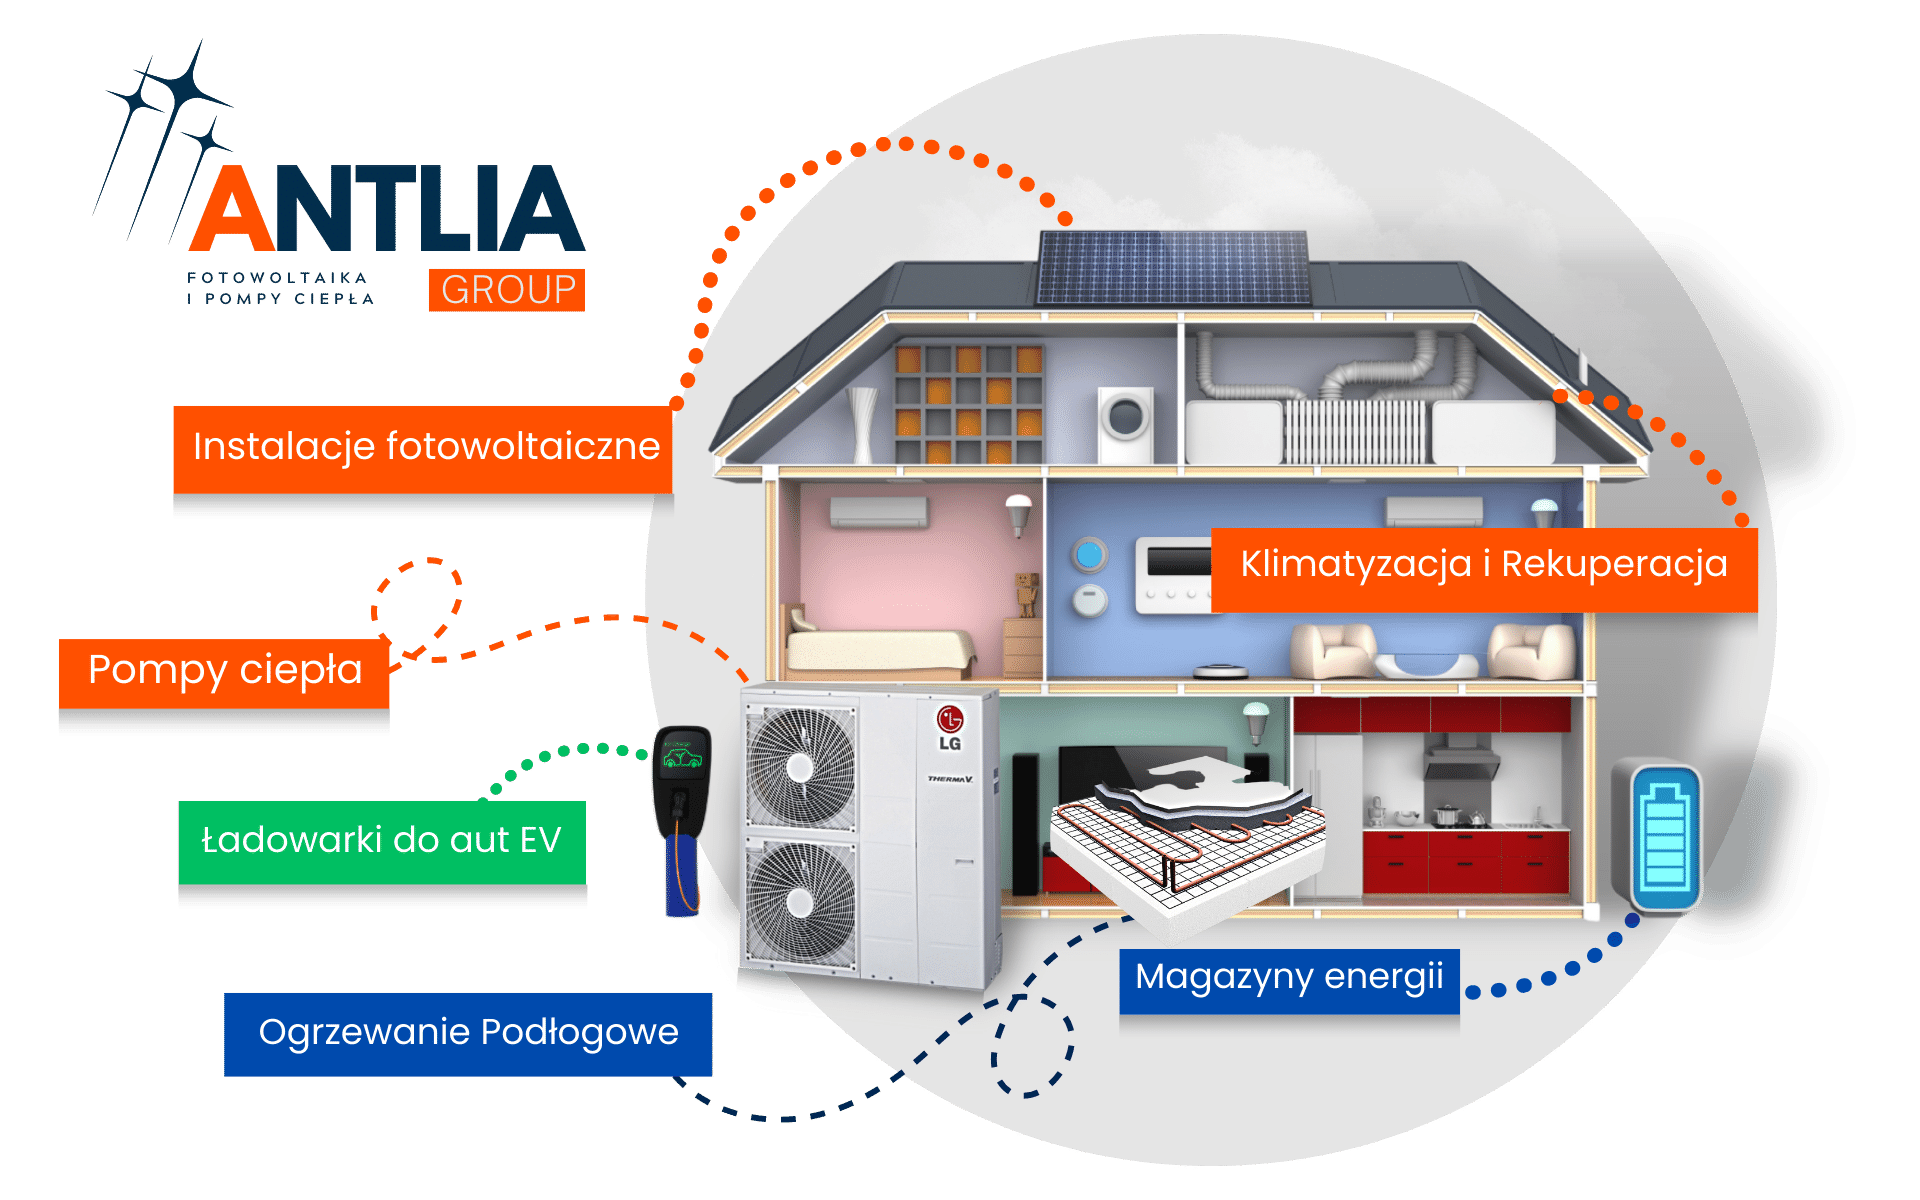 ANTLIA
FOTOWOLTAIKA
I POMPY CIEPŁA
GROUP
Instalacje fotowoltaiczne
Klimatyzacja i Rekuperacja
Pompy ciepła
LG
LG
THERMA V.
Ładowarki do aut EV
Magazyny energii
Ogrzewanie Podłogowe